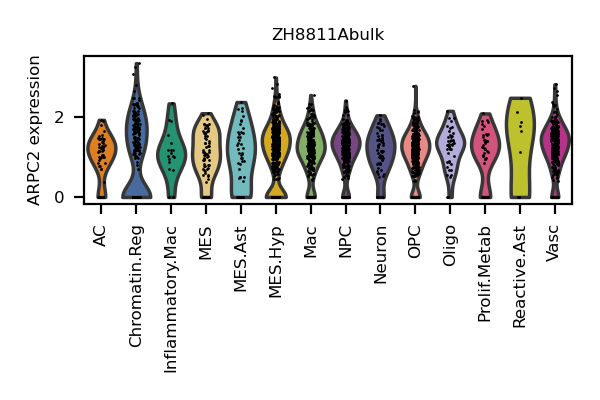 ZH8811Abulk
ARPC2 expression
2
0
AC
Chromatin.Reg
Inflammatory.Mac
MES
MES.Ast
MES.Hyp
Mac
NPC
Neuron
OPC
Oligo
Prolif.Metab
Reactive.Ast
Vasc